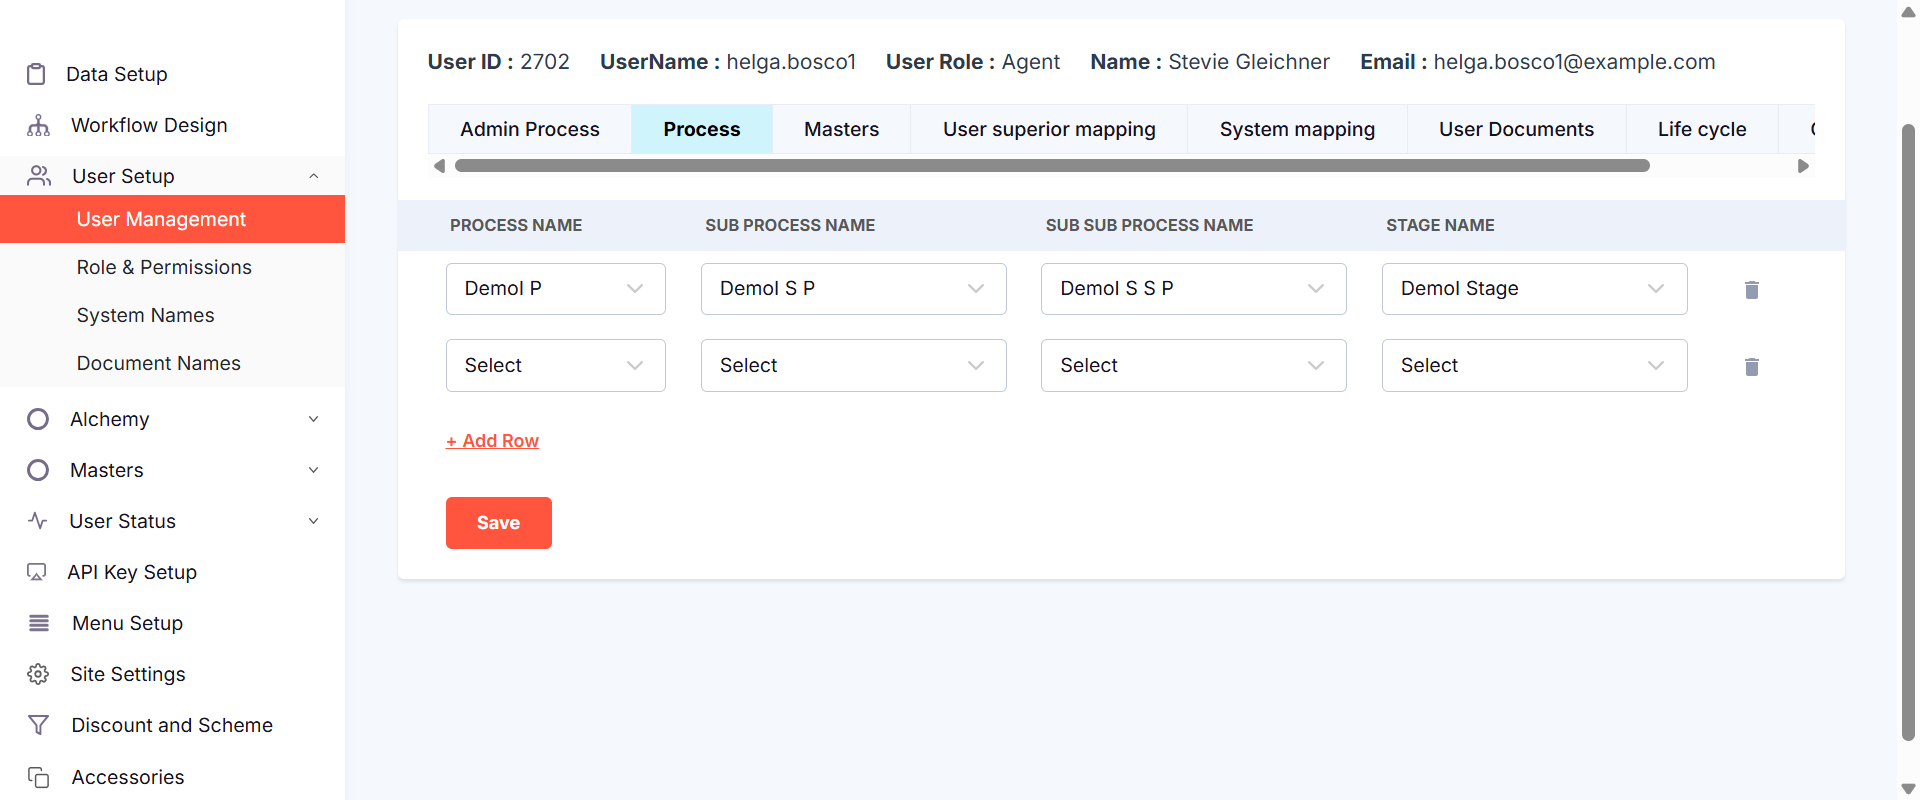 Data Setup
Workflow Design
User Setup
User Management
Role & Permissions
System Names
Document Names
Alchemy
Masters
User Status
API Key Setup
Menu Setup
Site Settings
Discount and Scheme
Accessories
User ID : 2702 UserName : helga.bosco1 User Role : Agent Name : Stevie Gleichner Email : helga.bosco1@example.com
Admin Process Process Masters User superior mapping System mapping User Documents Life cycle
PROCESS NAME SUB PROCESS NAME SUB SUB PROCESS NAME STAGE NAME
DemoI P DemoI S P DemoI S S P DemoI Stage
Select Select Select Select
+ Add Row
Save